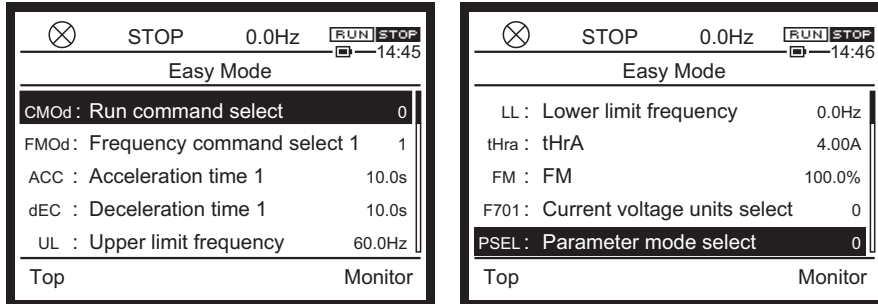 STOP 0.0Hz RUN STOP
14:45
Easy Mode
CMOd : Run command select 0
FMOd : Frequency command select 1 1
ACC : Acceleration time 1 10.0s
dEC : Deceleration time 1 10.0s
UL : Upper limit frequency 60.0Hz
Top Monitor
STOP 0.0Hz RUN STOP
14:46
Easy Mode
LL : Lower limit frequency 0.0Hz
tHra : tHrA 4.00A
FM : FM 100.0%
F701 : Current voltage units select 0
PSEL : Parameter mode select 0
Top Monitor